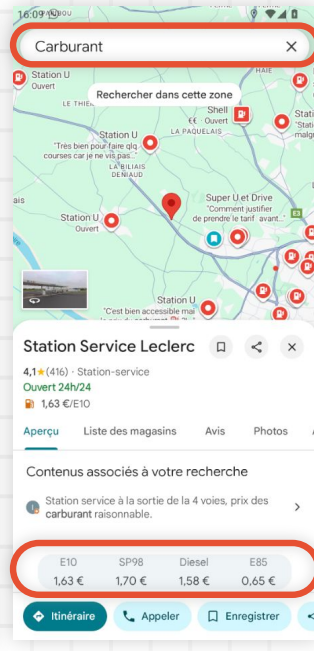 16:09
PANDOU
Carburant
HAIE
Station U
Ouvert
Rechercher dans cette zone
Shell
€€ Ouvert
LA PAQUELAIS
Station U
"Très bien pour faire qlq.
courses car je ne vis pas..."
LA BILIAIS
DENIAUD
Super U et Drive
"Comment justifier
de prendre le tarif avant..."
Station U
Ouvert
Station U
"C'est bien accessible mai
Station Service Leclerc
4,1★(416) · Station-service
Ouvert 24h/24
1,63 €/E10
Aperçu Liste des magasins Avis Photos
Contenus associés à votre recherche
Station service à la sortie de la 4 voies, prix des
carburant raisonnable.
E10 SP98 Diesel E85
1,63 € 1,70 € 1,58 € 0,65 €
Itinéraire Appeler Enregistrer